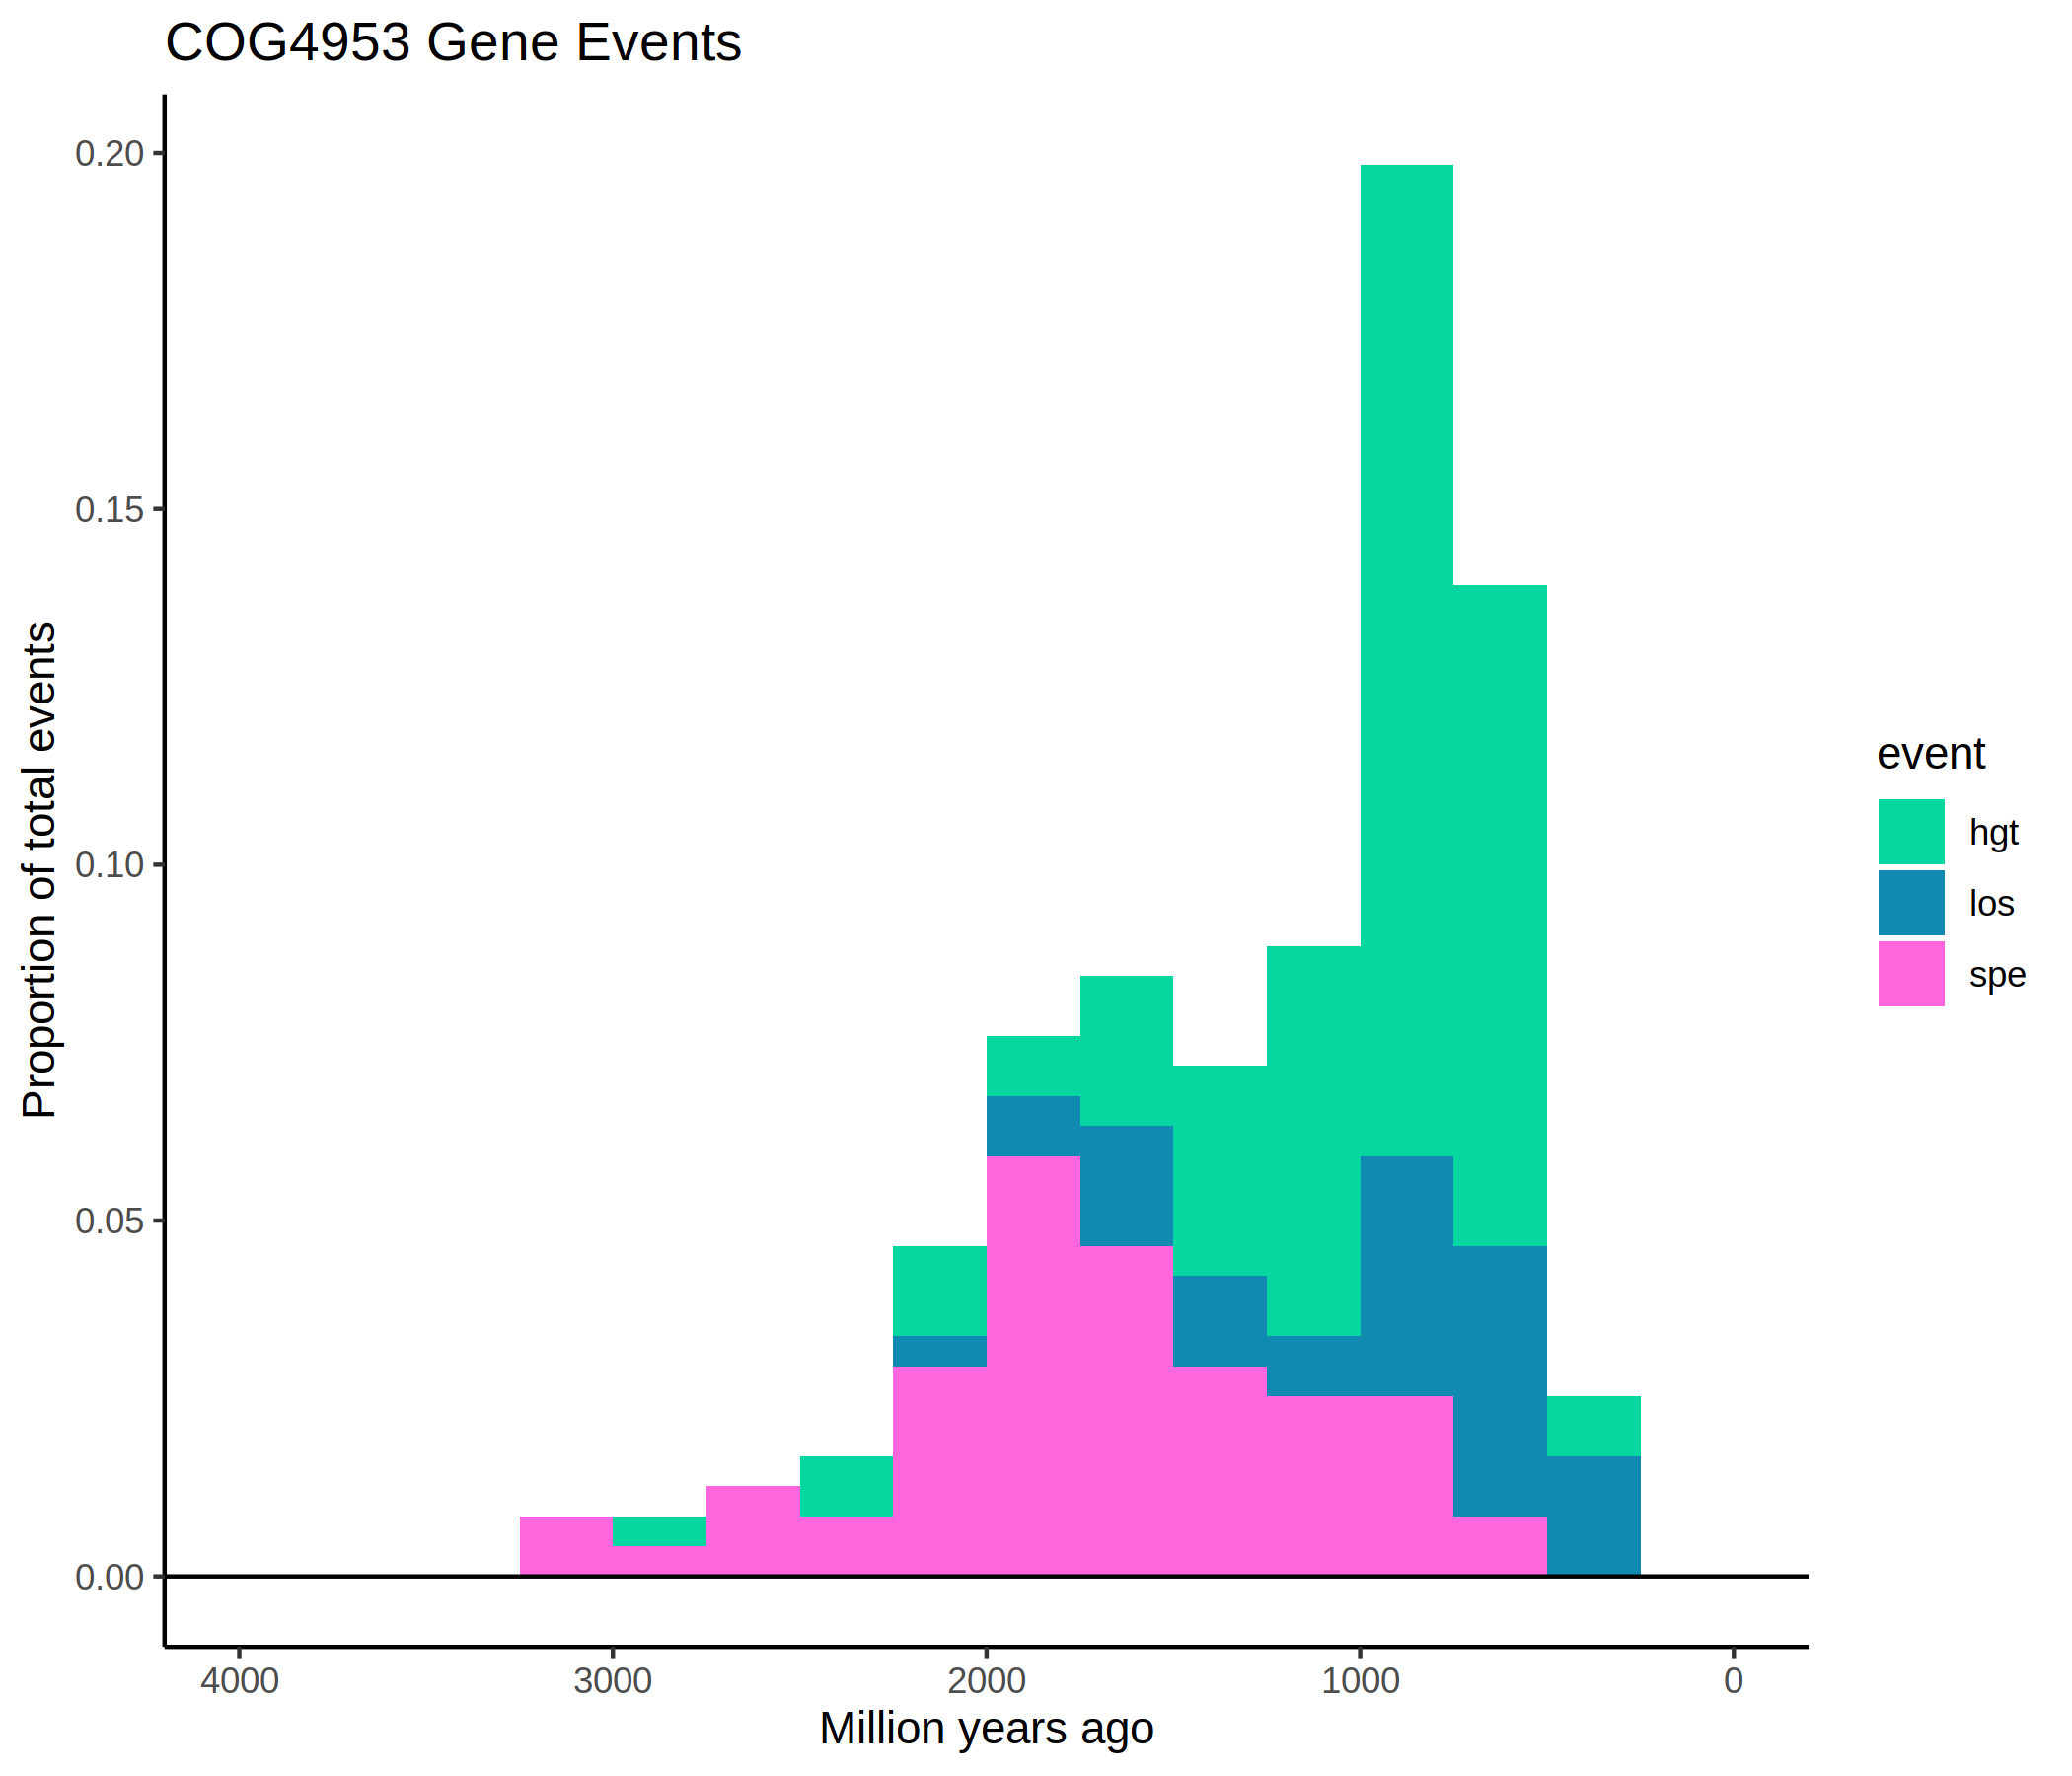 COG4953 Gene Events
Proportion of total events
0.20
0.15
0.10
0.05
0.00
4000 3000 2000 1000 0
Million years ago
event
hgt
los
spe